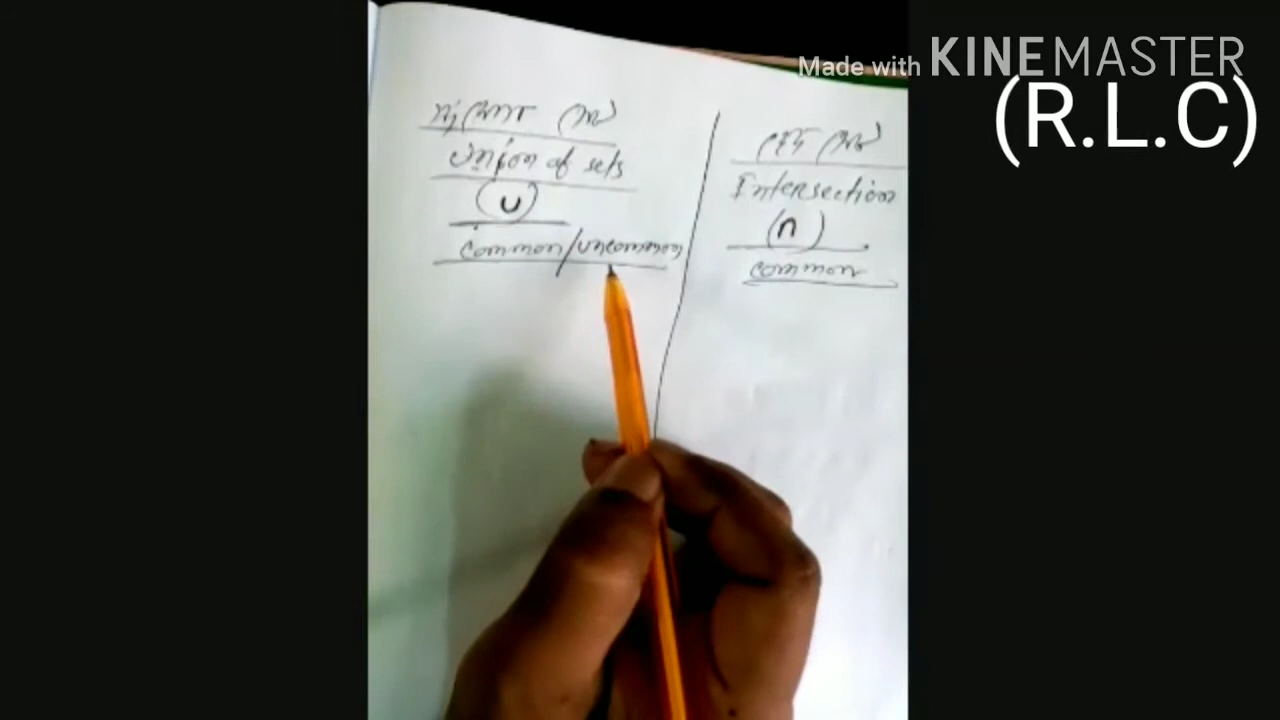 Made with KINEMASTER
(R.L.C)
সংযোগ সেট
Union of sets
(∪)
common/uncommon
ছেদ সেট
Intersection
(∩)
common